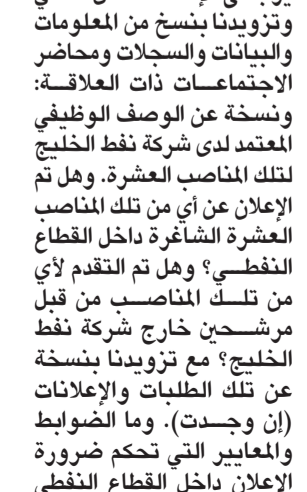 وتزويدنا بنسخ من المعلومات
والبيانات والسجلات ومحاضر
الاجتماعات ذات العلاقة:
ونسخة عن الوصف الوظيفي
المعتمد لدى شركة نفط الخليج
لتلك المناصب العشرة. وهل تم
الإعلان عن أي من تلك المناصب
العشرة الشاغرة داخل القطاع
النفطي؟ وهل تم التقدم لأي
من تلك المناصب من قبل
مرشحين خارج شركة نفط
الخليج؟ مع تزويدنا بنسخة
عن تلك الطلبات والإعلانات
(إن وجدت). وما الضوابط
والمعايير التي تحكم ضرورة
الإعلان داخل القطاع النفطي